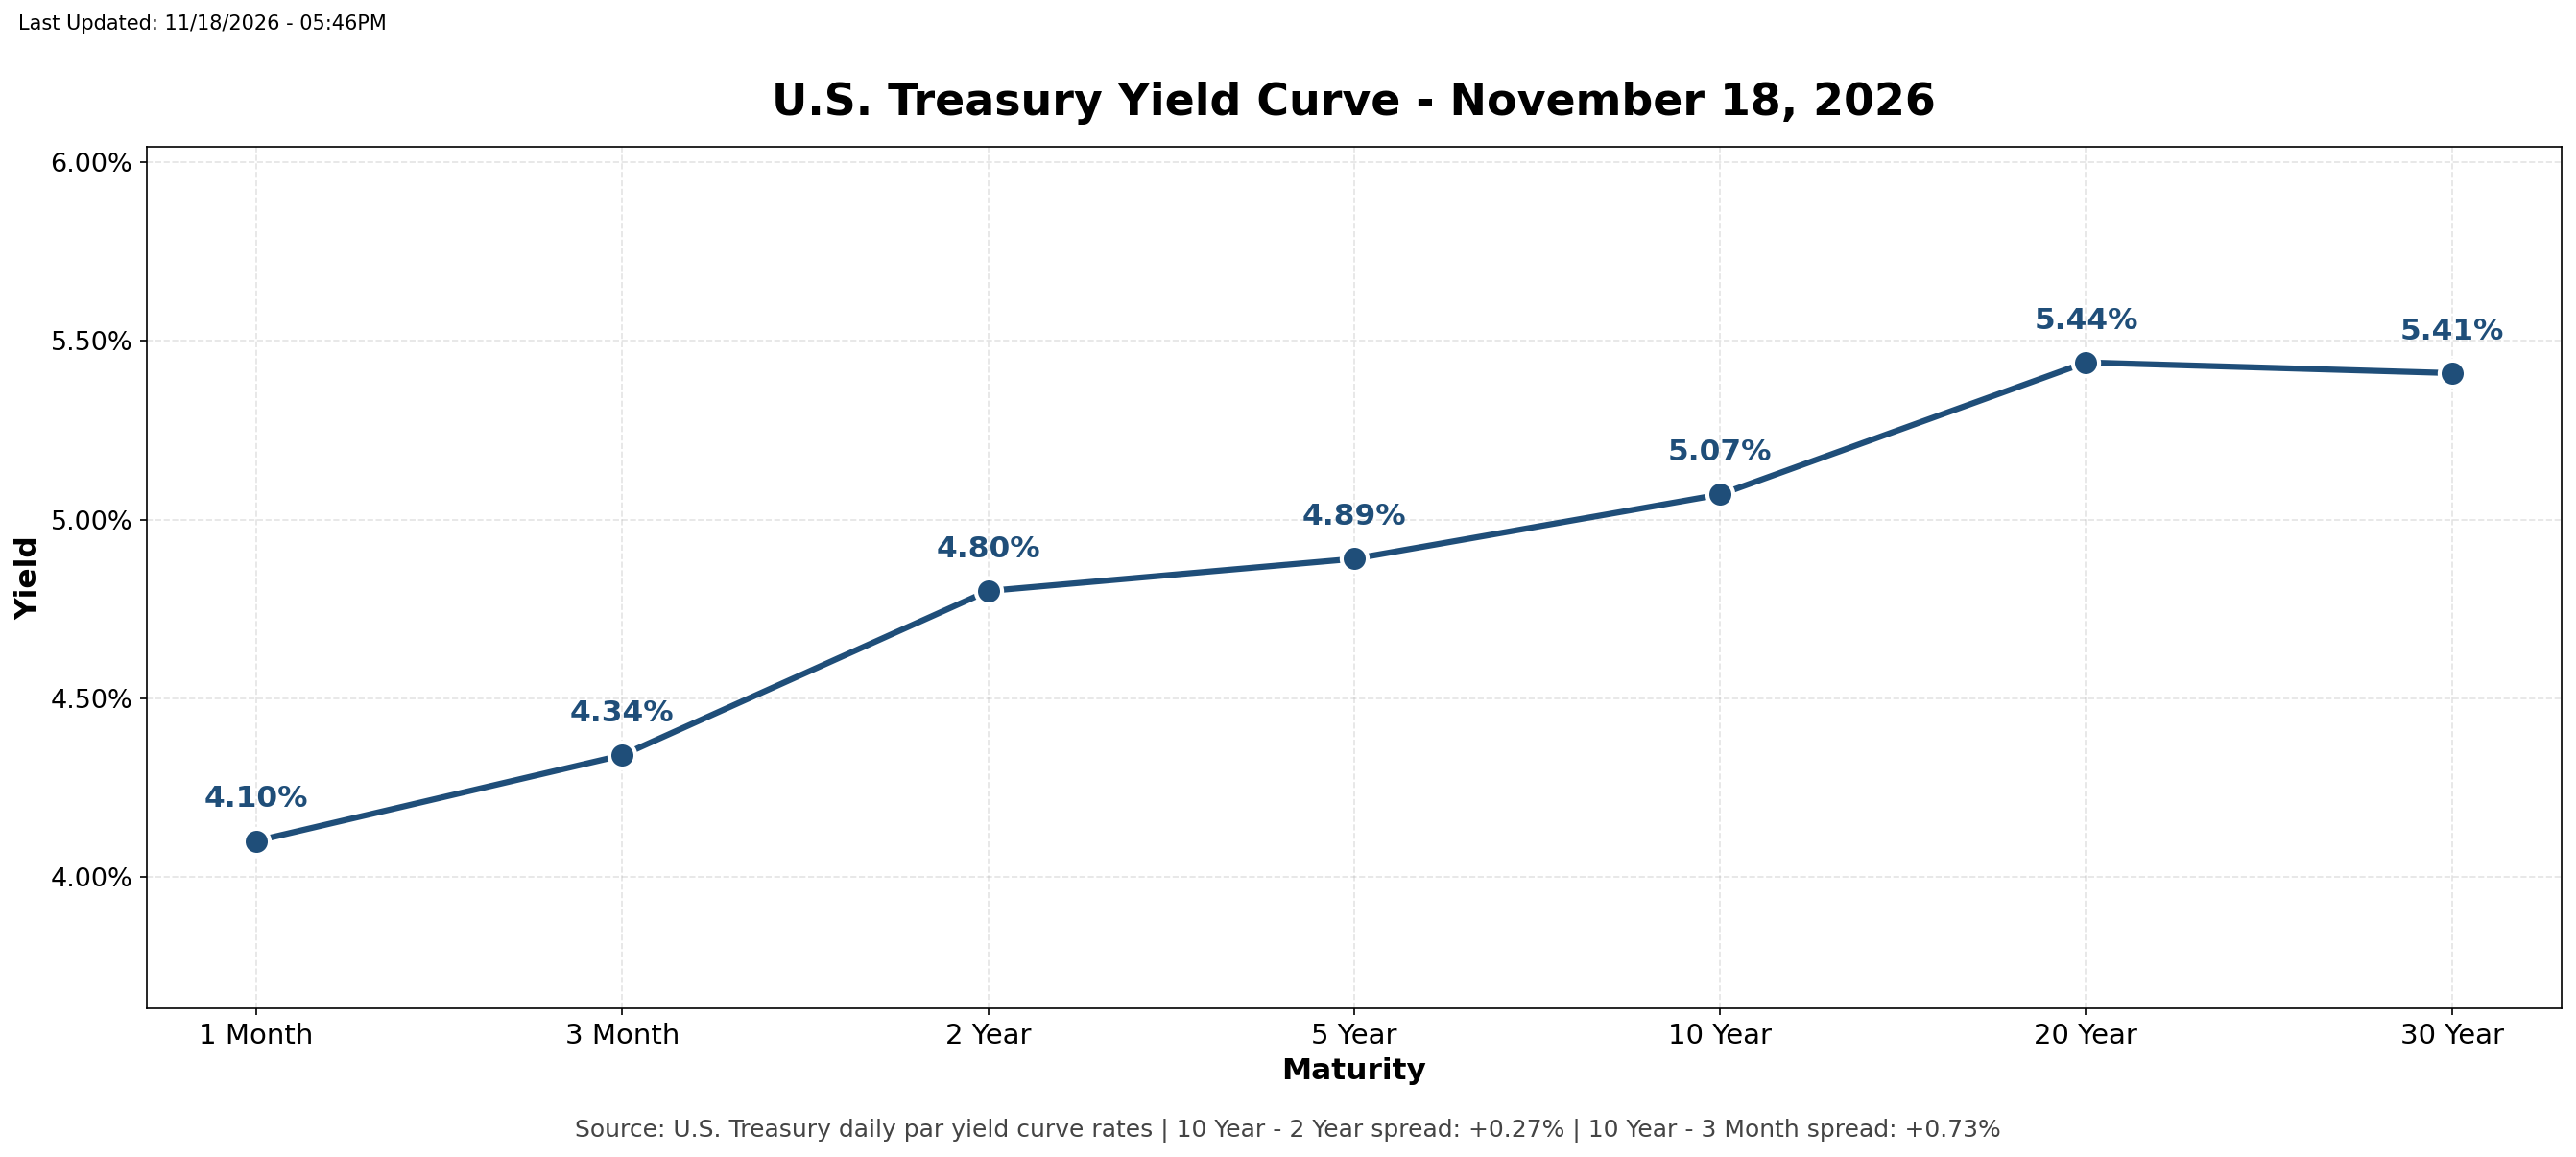 Last Updated: 11/18/2026 - 05:46PM
U.S. Treasury Yield Curve - November 18, 2026
6.00%
5.50%
5.00%
4.50%
4.00%
Yield
4.10%
4.34%
4.80%
4.89%
5.07%
5.44%
5.41%
1 Month
3 Month
2 Year
5 Year
10 Year
20 Year
30 Year
Maturity
Source: U.S. Treasury daily par yield curve rates | 10 Year - 2 Year spread: +0.27% | 10 Year - 3 Month spread: +0.73%